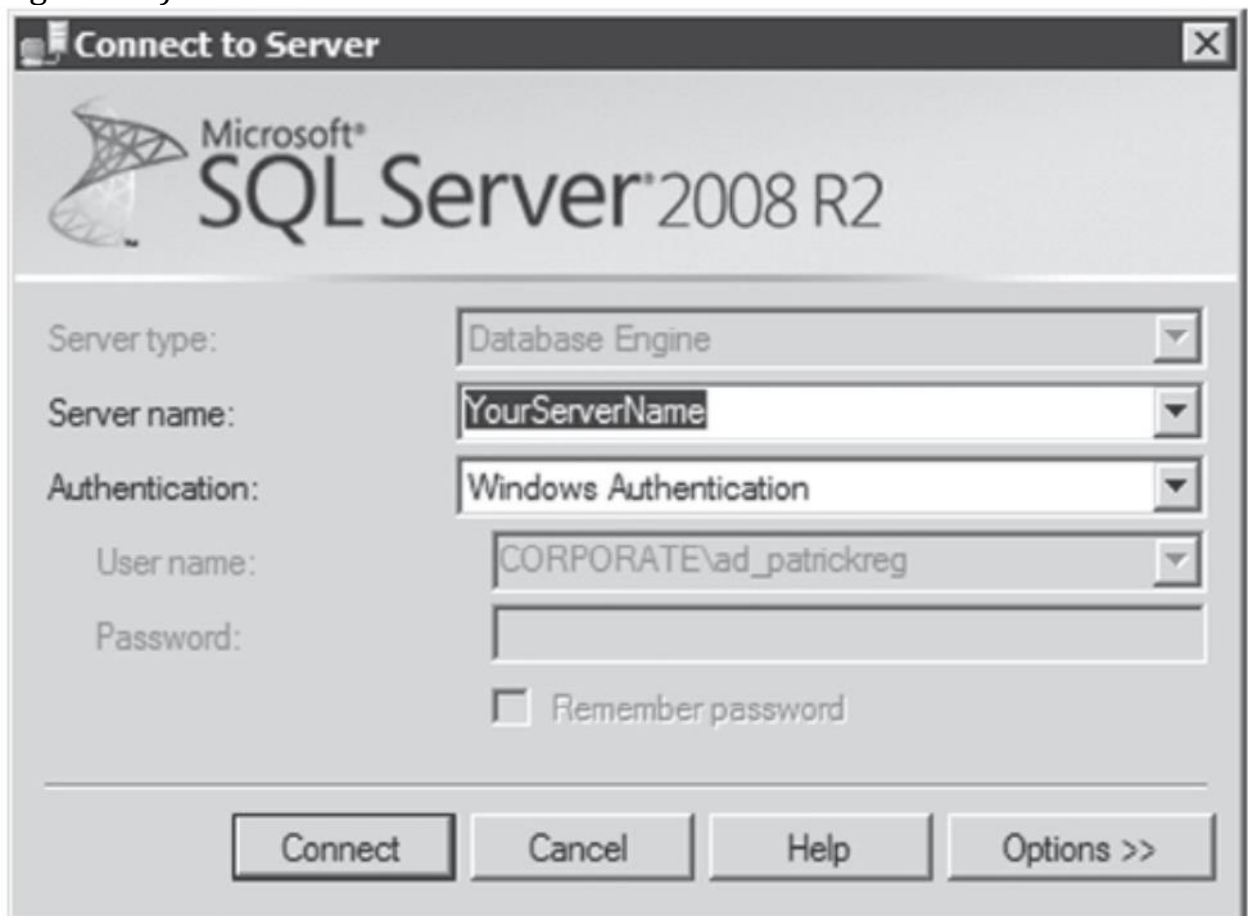 Connect to Server
Microsoft®
SQL Server® 2008 R2
™
Server type: Database Engine
Server name: YourServerName
Authentication: Windows Authentication
User name: CORPORATE\ad_patrickreg
Password:
Remember password
Connect Cancel Help Options >>